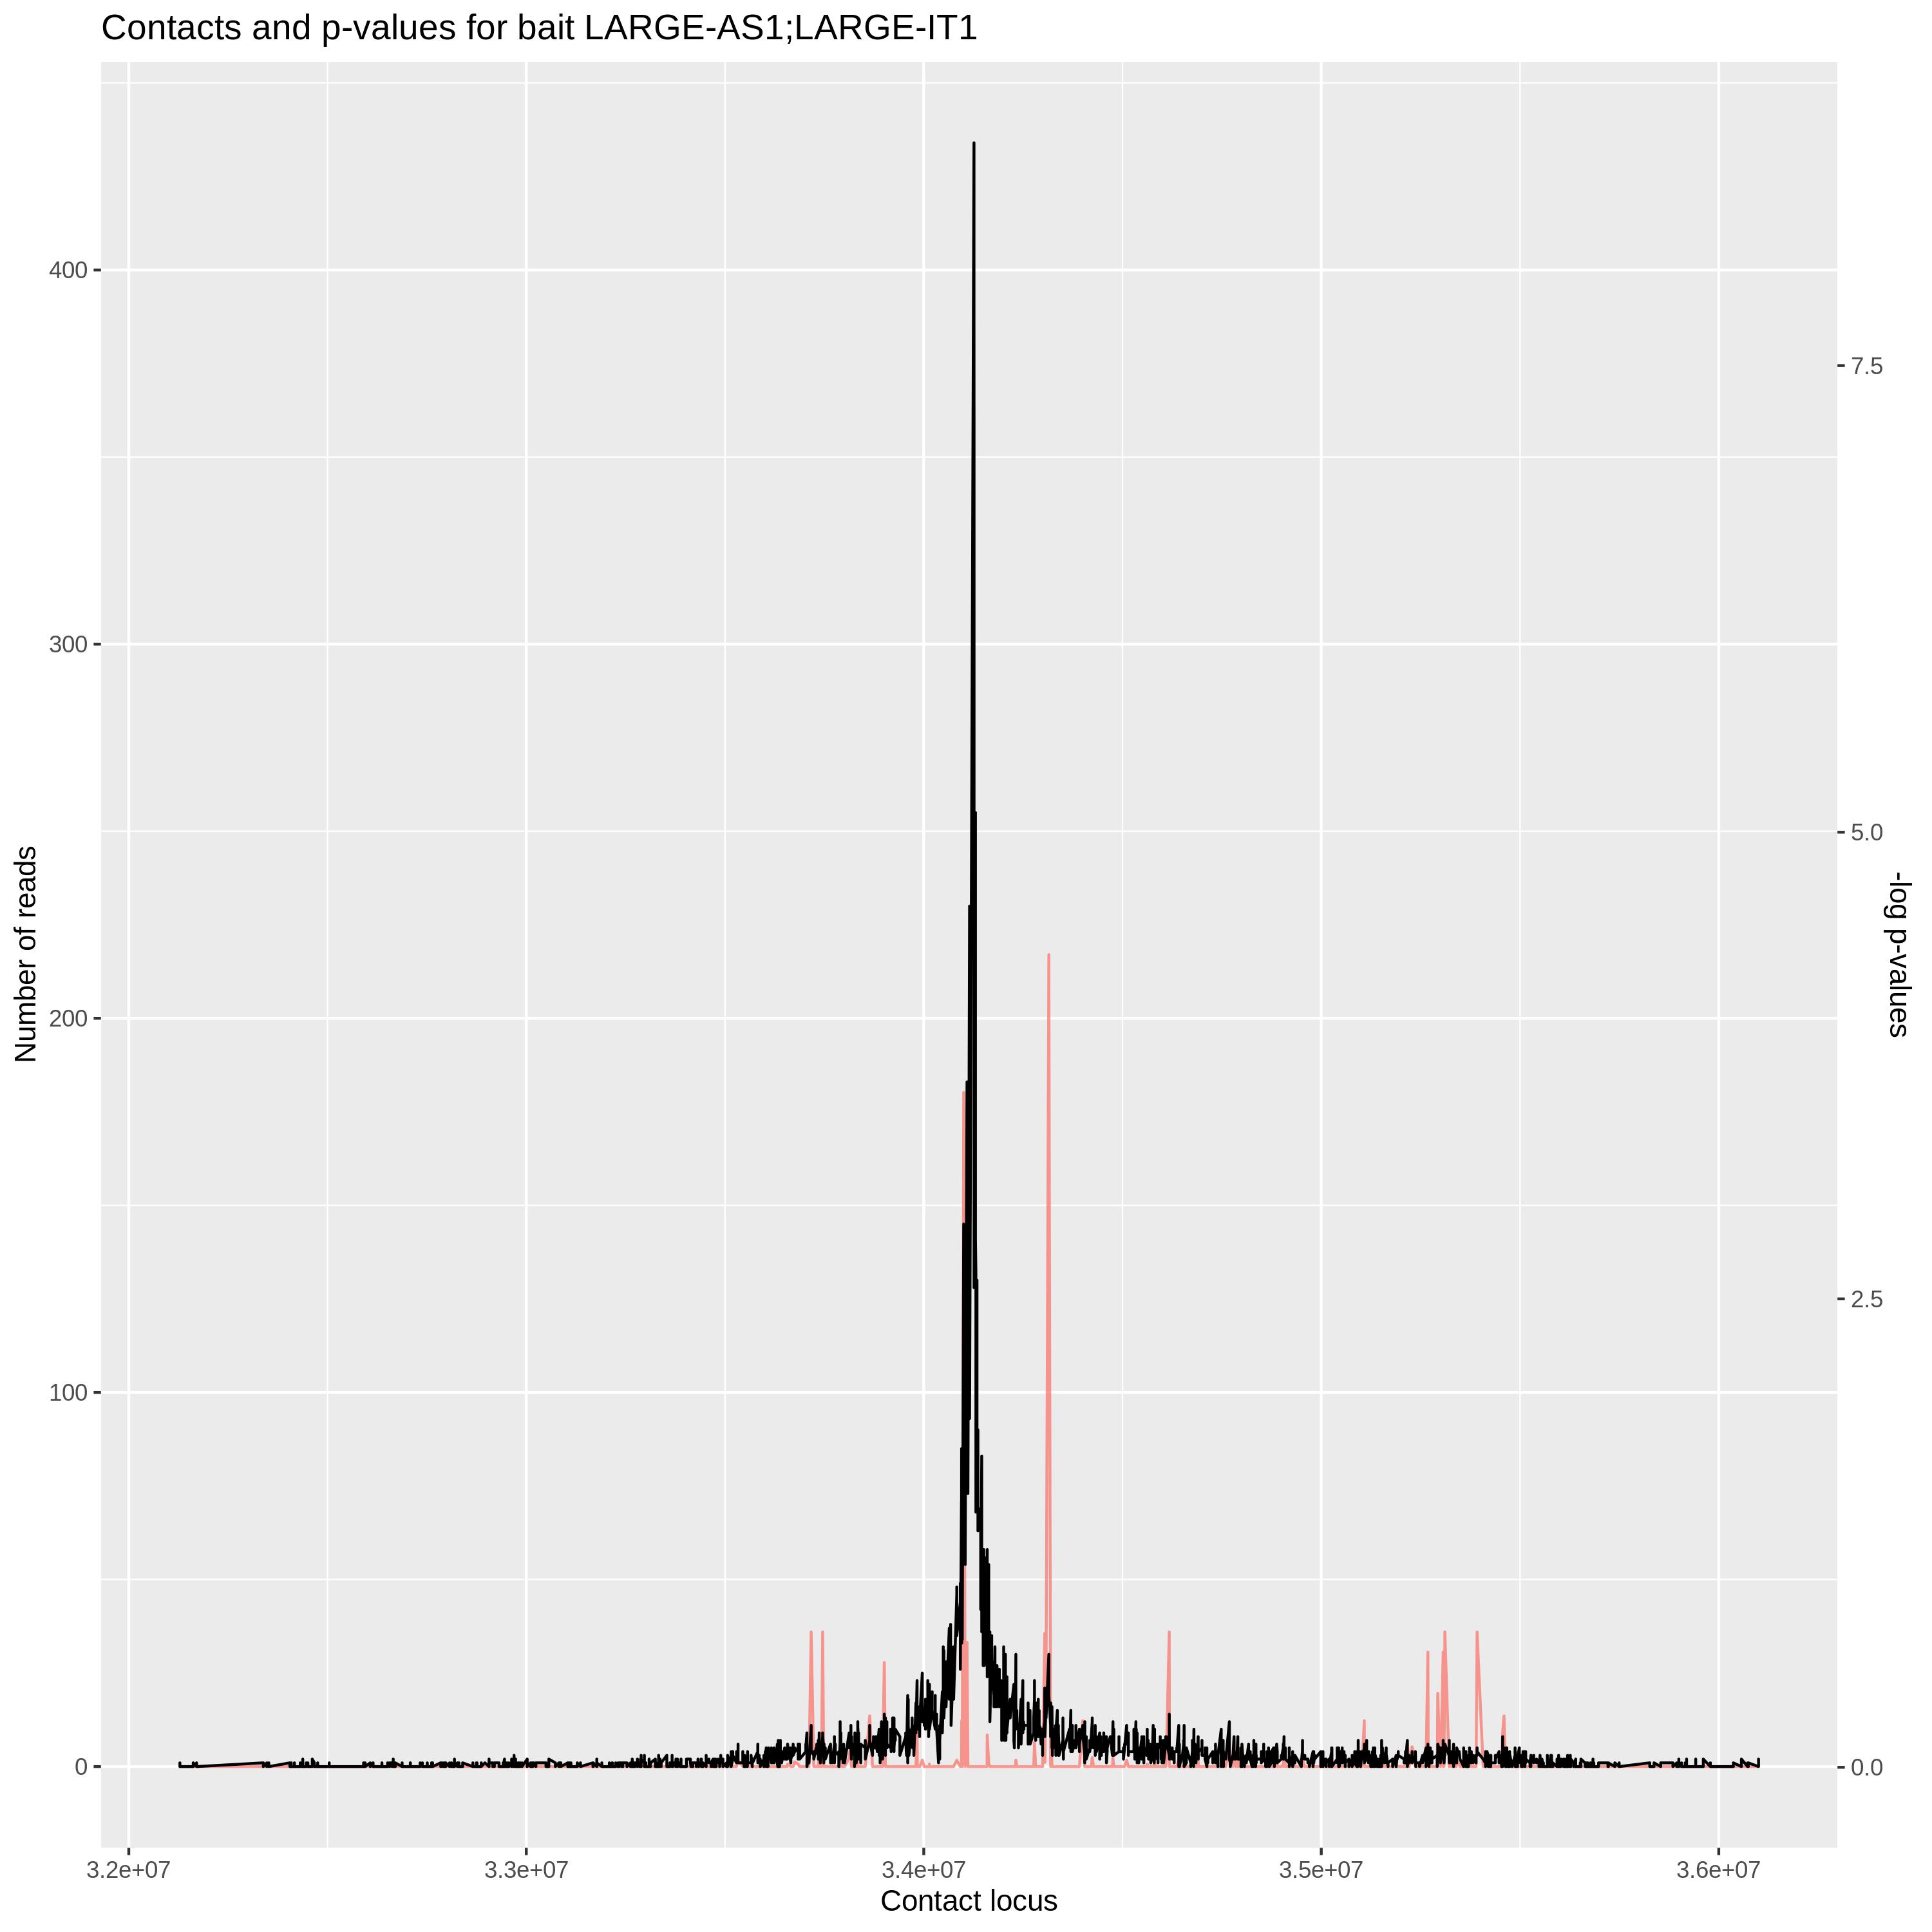 Contacts and p-values for bait LARGE-AS1;LARGE-IT1
400
300
200
100
0
Number of reads
7.5
5.0
2.5
0.0
-log p-values
3.2e+07
3.3e+07
3.4e+07
3.5e+07
3.6e+07
Contact locus